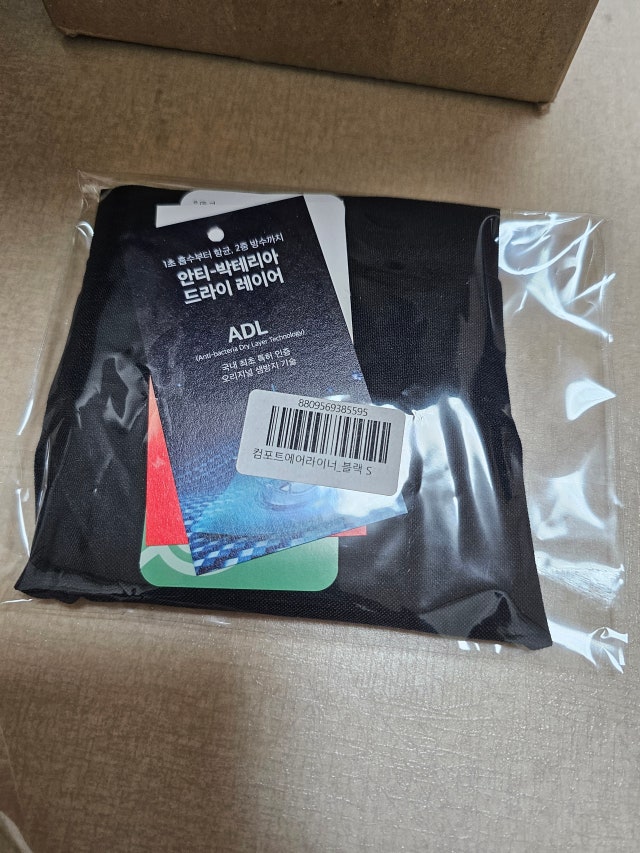 1초 흡수부터 항균, 2중 방수까지
안티-박테리아
드라이 레이어
ADL
(Anti-bacteria Dry Layer Technology)
국내 최초 특허 인증
오리지널 샘방지 기술
8809569385595
컴포트에어라이너_블랙 S